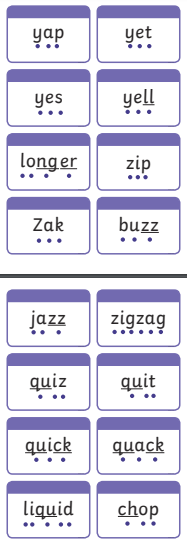 yap yet
yes yell
longer zip
Zak buzz
jazz zigzag
quiz quit
quick quack
liquid chop